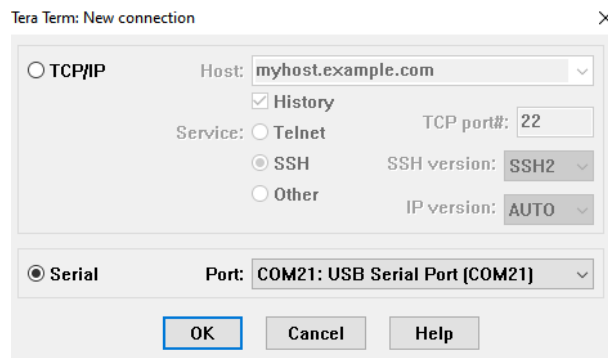 Tera Term: New connection
TCP/IP
Host: myhost.example.com
History
Service: Telnet
TCP port#: 22
SSH
SSH version: SSH2
Other
IP version: AUTO
Serial
Port: COM21: USB Serial Port (COM21)
OK
Cancel
Help